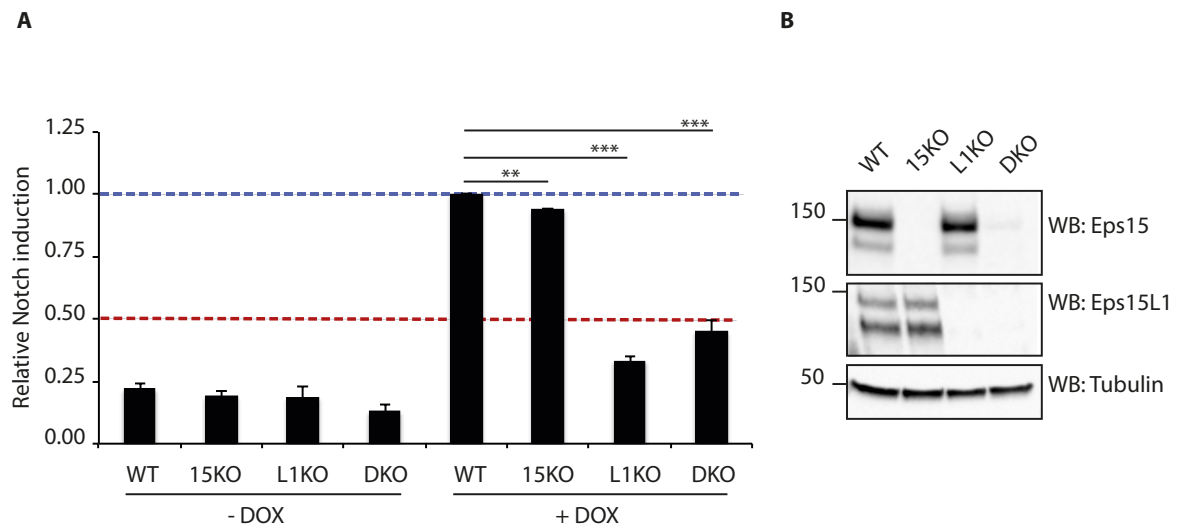 A
Relative Notch induction
1.25
1.00
0.75
0.50
0.25
0.00
***
***
**
WT 15KO L1KO DKO WT 15KO L1KO DKO
- DOX + DOX
B
WT 15KO L1KO DKO
150 WB: Eps15
150 WB: Eps15L1
50 WB: Tubulin